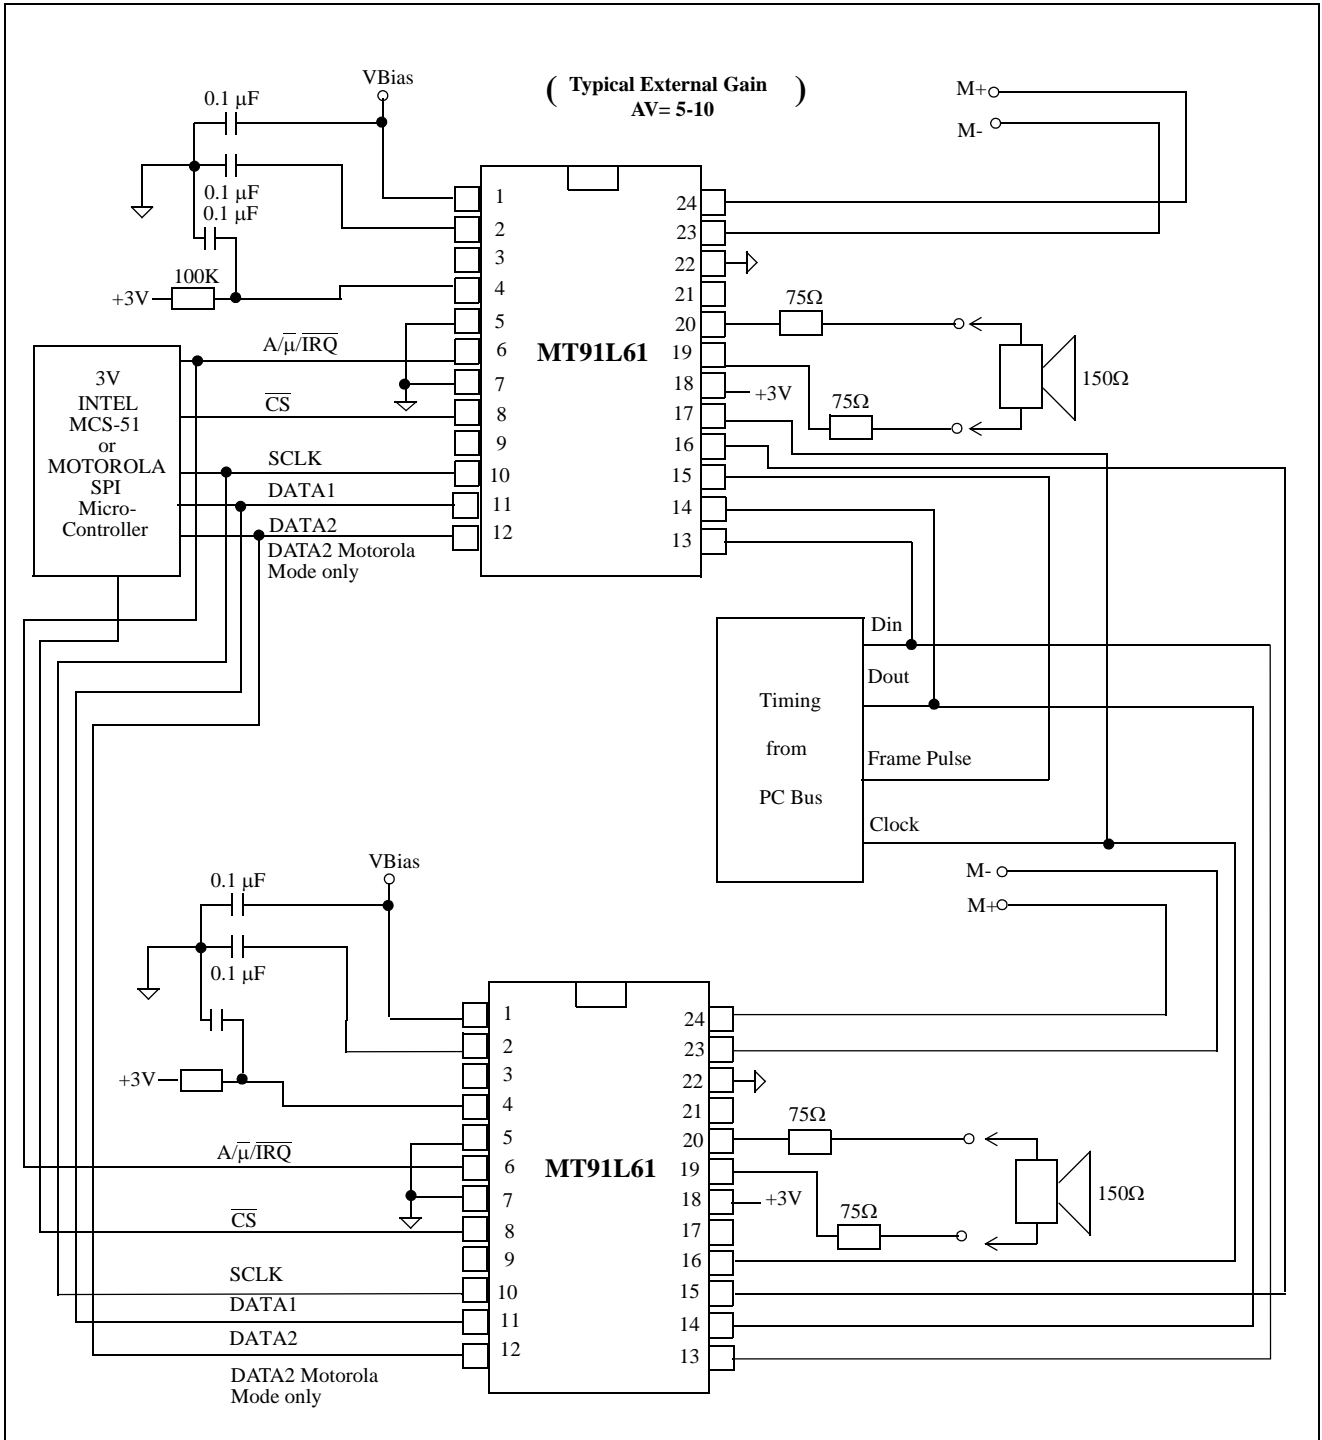 VBias
( Typical External Gain )
AV= 5-10
0.1 µF
0.1 µF
0.1 µF
100K
+3V
M+
M-
1
2
3
4
5
6
7
8
9
10
11
12
MT91L61
24
23
22
21
20
19
18
17
16
15
14
13
75Ω
+3V
75Ω
150Ω
A/μ̅/I̅R̅Q̅
C̅S̅
SCLK
DATA1
DATA2
DATA2 Motorola
Mode only
3V
INTEL
MCS-51
or
MOTOROLA
SPI
Micro-
Controller
Timing
from
PC Bus
Din
Dout
Frame Pulse
Clock
M-
M+
VBias
0.1 µF
0.1 µF
+3V
1
2
3
4
5
6
7
8
9
10
11
12
MT91L61
24
23
22
21
20
19
18
17
16
15
14
13
75Ω
+3V
75Ω
150Ω
A/μ̅/I̅R̅Q̅
C̅S̅
SCLK
DATA1
DATA2
DATA2 Motorola
Mode only